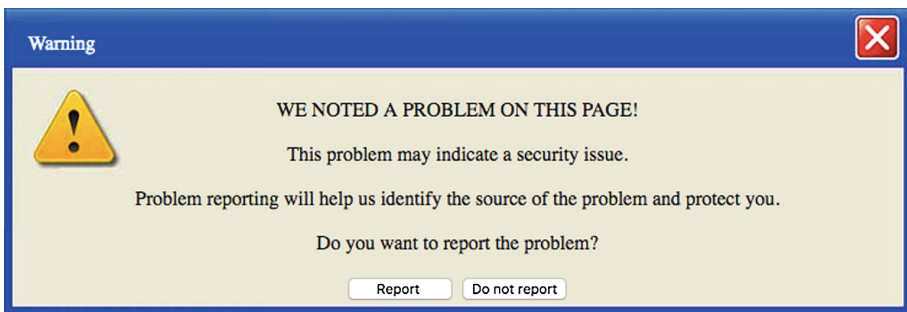 Warning
WE NOTED A PROBLEM ON THIS PAGE!
This problem may indicate a security issue.
Problem reporting will help us identify the source of the problem and protect you.
Do you want to report the problem?
Report Do not report